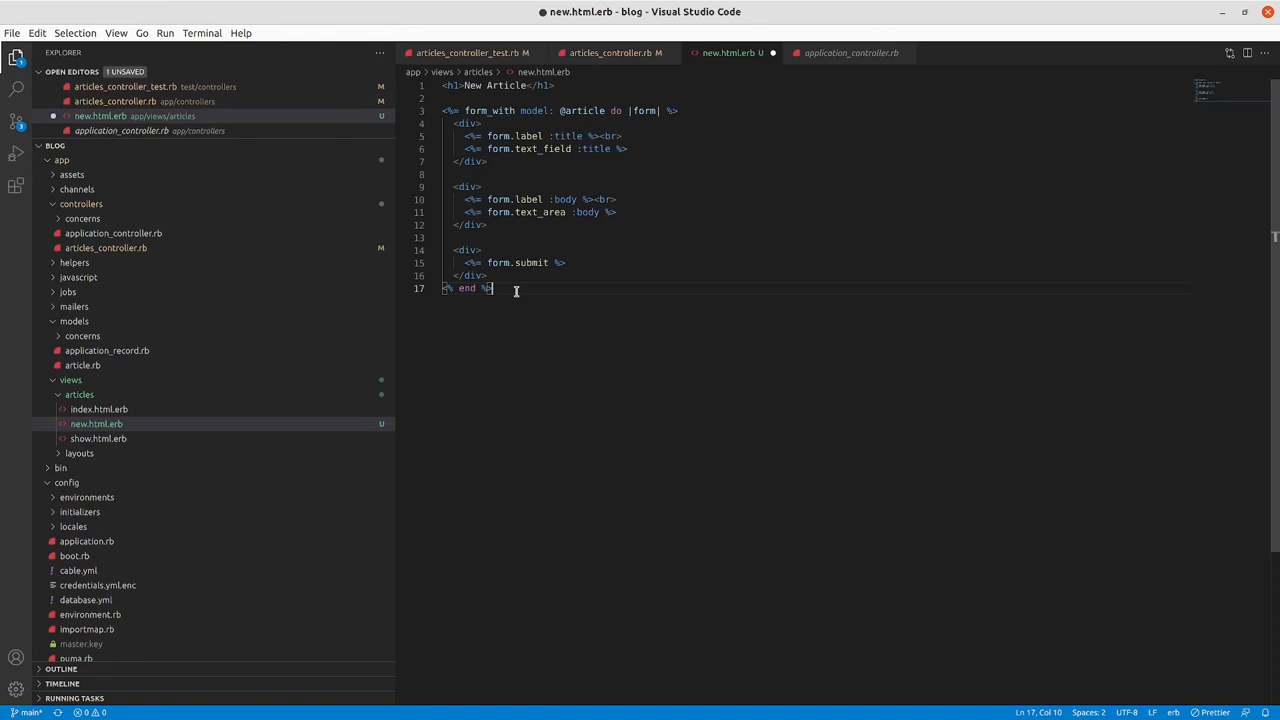 new.html.erb - blog - Visual Studio Code
File Edit Selection View Go Run Terminal Help
EXPLORER
articles_controller_test.rb M
articles_controller.rb M
new.html.erb U
application_controller.rb
OPEN EDITORS 1 UNSAVED
articles_controller_test.rb test/controllers M
articles_controller.rb app/controllers M
new.html.erb app/views/articles U
application_controller.rb app/controllers
BLOG
app
assets
channels
controllers
concerns
application_controller.rb
articles_controller.rb M
helpers
javascript
jobs
mailers
models
concerns
application_record.rb
article.rb
views
articles
index.html.erb
new.html.erb U
show.html.erb
layouts
bin
config
environments
initializers
locales
application.rb
boot.rb
cable.yml
credentials.yml.enc
database.yml
environment.rb
importmap.rb
master.key
puma.rb
OUTLINE
TIMELINE
RUNNING TASKS
app > views > articles > new.html.erb
1 <h1>New Article</h1>
2
3 <%= form_with model: @article do |form| %>
4 <div>
5 <%= form.label :title %><br>
6 <%= form.text_field :title %>
7 </div>
8
9 <div>
10 <%= form.label :body %><br>
11 <%= form.text_area :body %>
12 </div>
13
14 <div>
15 <%= form.submit %>
16 </div>
17 <% end %>
1
3
main* 0 0 Ln 17, Col 10 Spaces: 2 UTF-8 LF erb Prettier